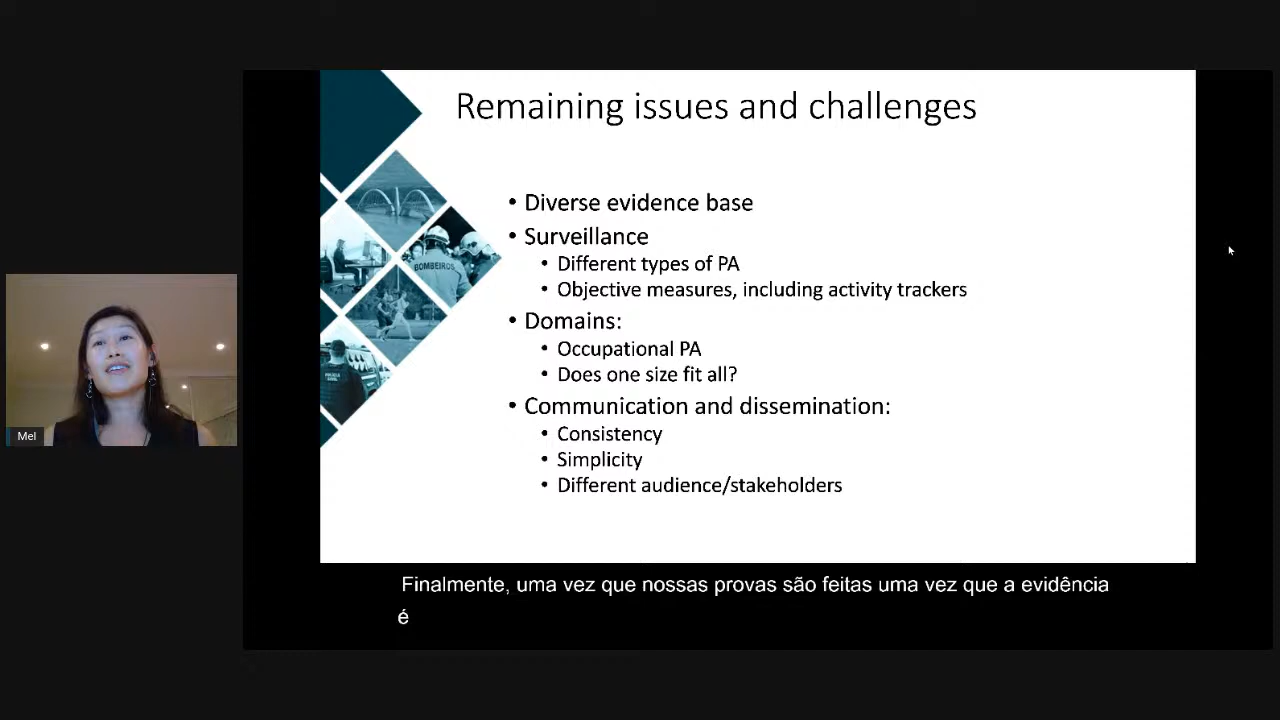 Remaining issues and challenges
• Diverse evidence base
• Surveillance
• Different types of PA
• Objective measures, including activity trackers
• Domains:
• Occupational PA
• Does one size fit all?
• Communication and dissemination:
• Consistency
• Simplicity
• Different audience/stakeholders
BOMBEIROS
Mel
Finalmente, uma vez que nossas provas são feitas uma vez que a evidência
é